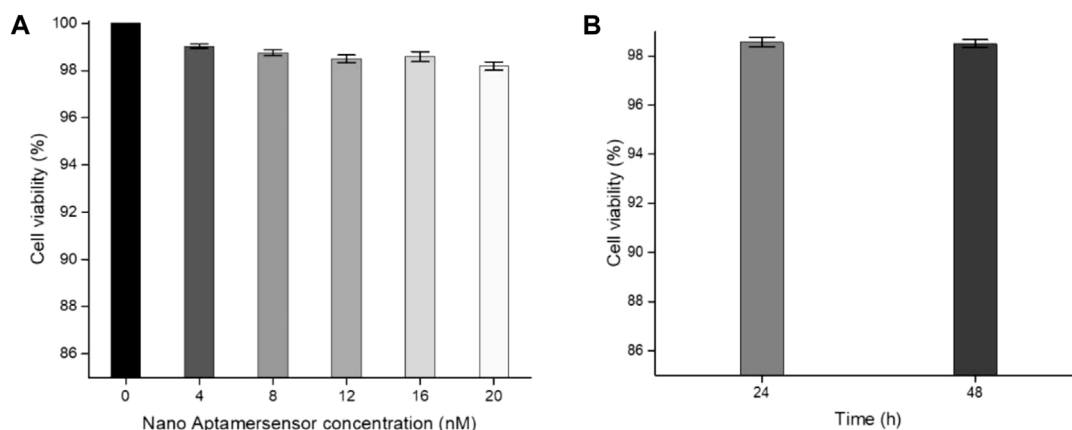 A
100
98
96
94
92
90
88
86
Cell viability (%)
0 4 8 12 16 20
Nano Aptamersensor concentration (nM)
B
98
96
94
92
90
88
86
Cell viability (%)
24 48
Time (h)